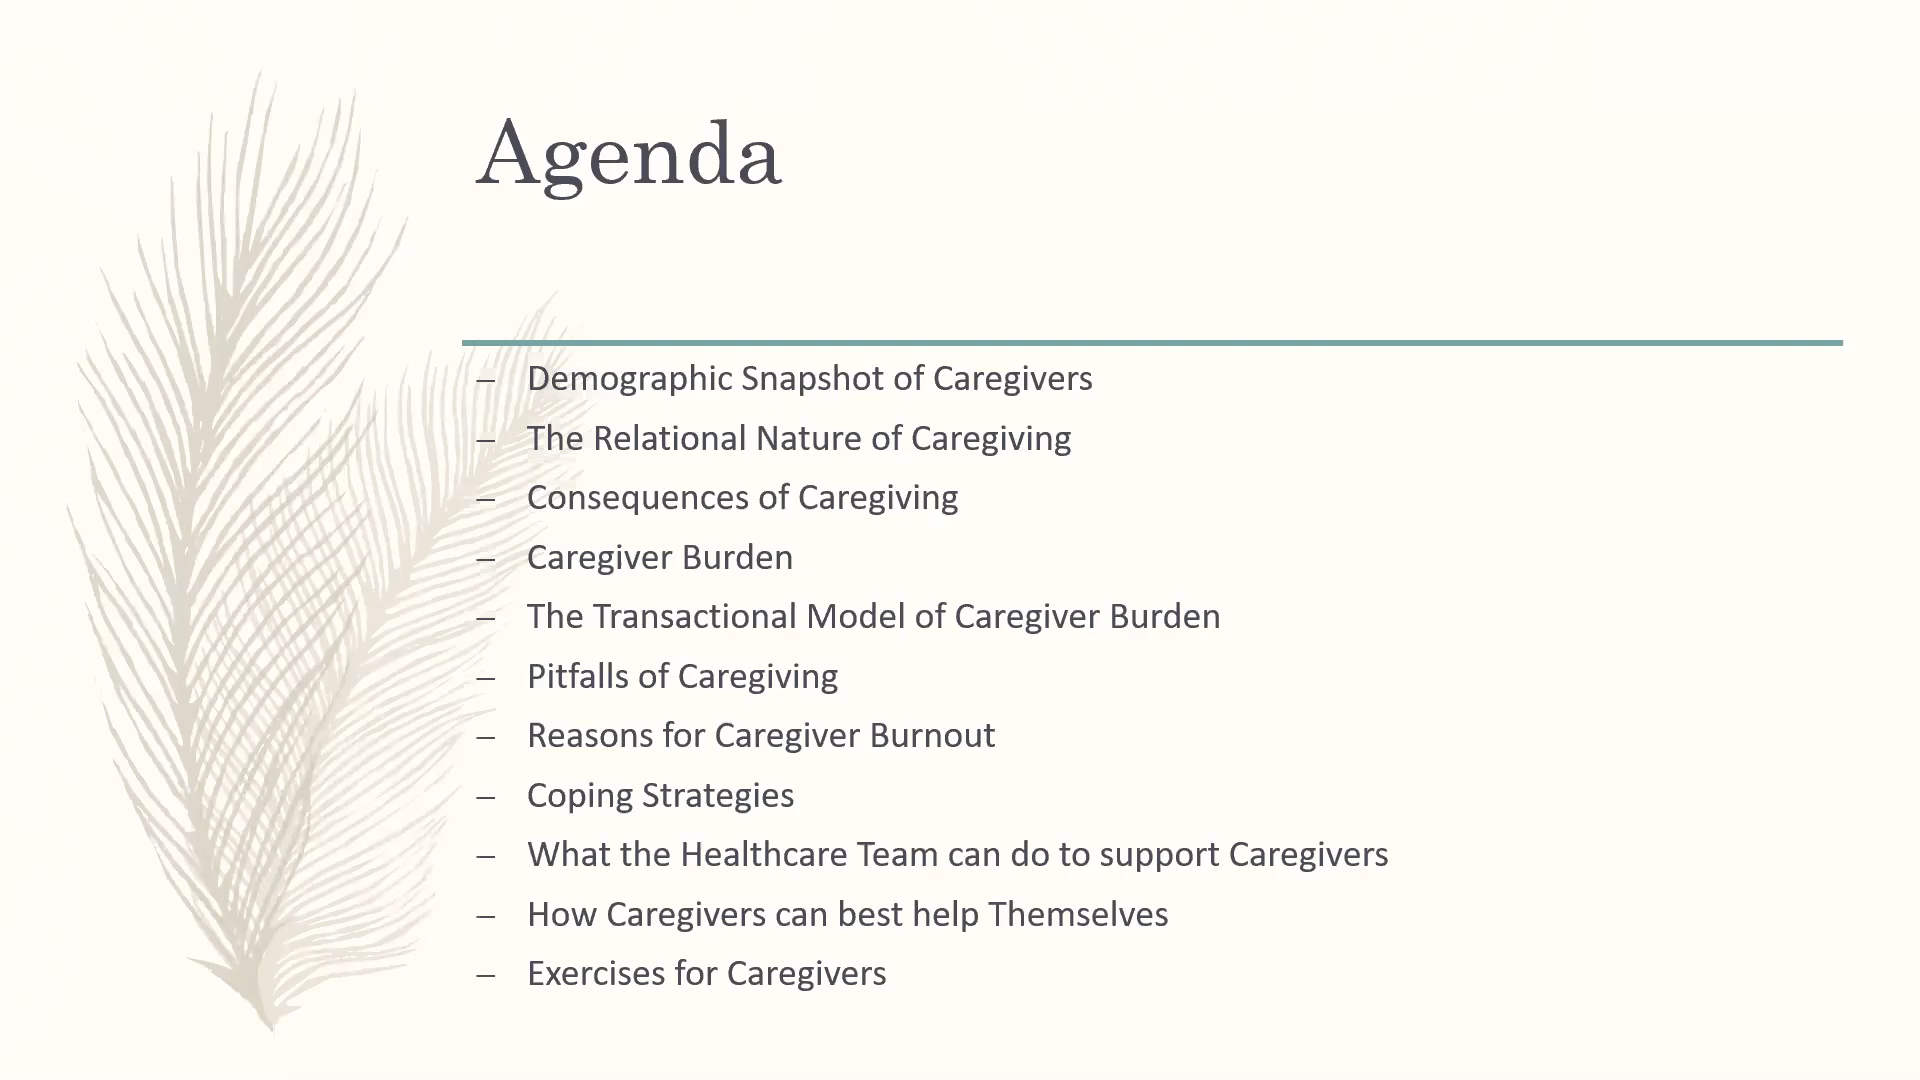 Agenda
– Demographic Snapshot of Caregivers
– The Relational Nature of Caregiving
– Consequences of Caregiving
– Caregiver Burden
– The Transactional Model of Caregiver Burden
– Pitfalls of Caregiving
– Reasons for Caregiver Burnout
– Coping Strategies
– What the Healthcare Team can do to support Caregivers
– How Caregivers can best help Themselves
– Exercises for Caregivers